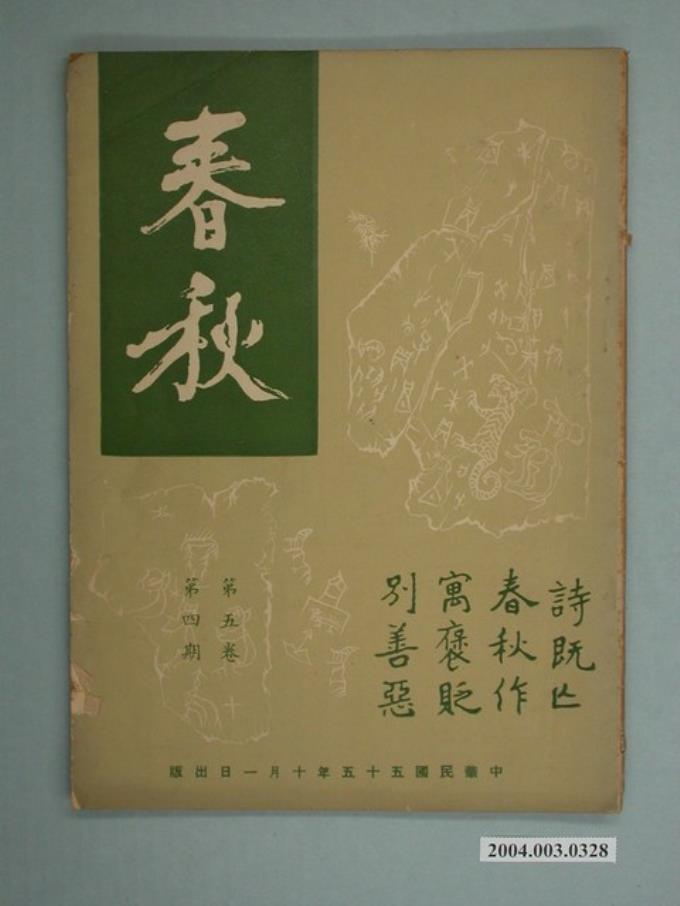 春秋
詩既亡
春秋作
寓褒貶
別善惡
第五卷
第四期
中華民國五十五年十月一日出版
2004.003.0328